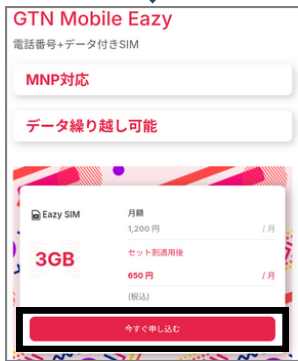 GTN Mobile Eazy
電話番号+データ付きSIM
MNP対応
データ繰り越し可能
Eazy SIM
月額
1,200 円 / 月
3GB
セット割適用後
650 円 / 月
(税込)
今すぐ申し込む